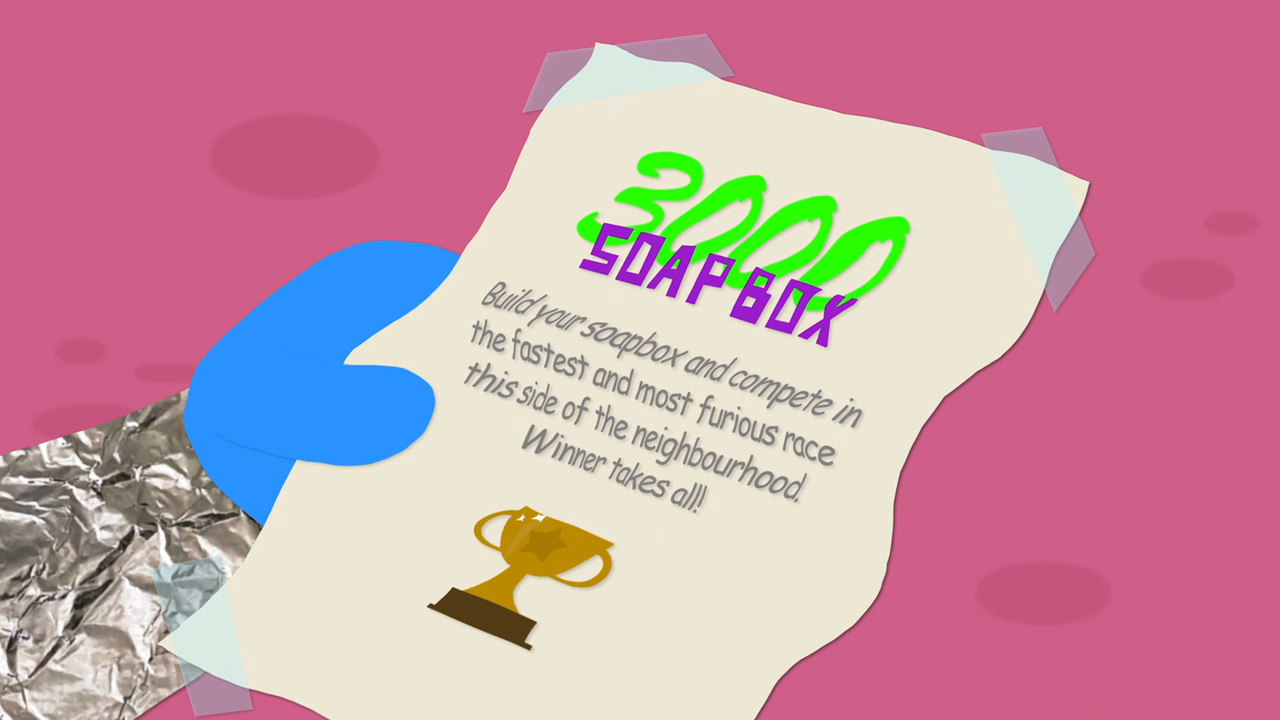 3000
SOAPBOX
Build your soapbox and compete in
the fastest and most furious race
this side of the neighbourhood.
Winner takes all!